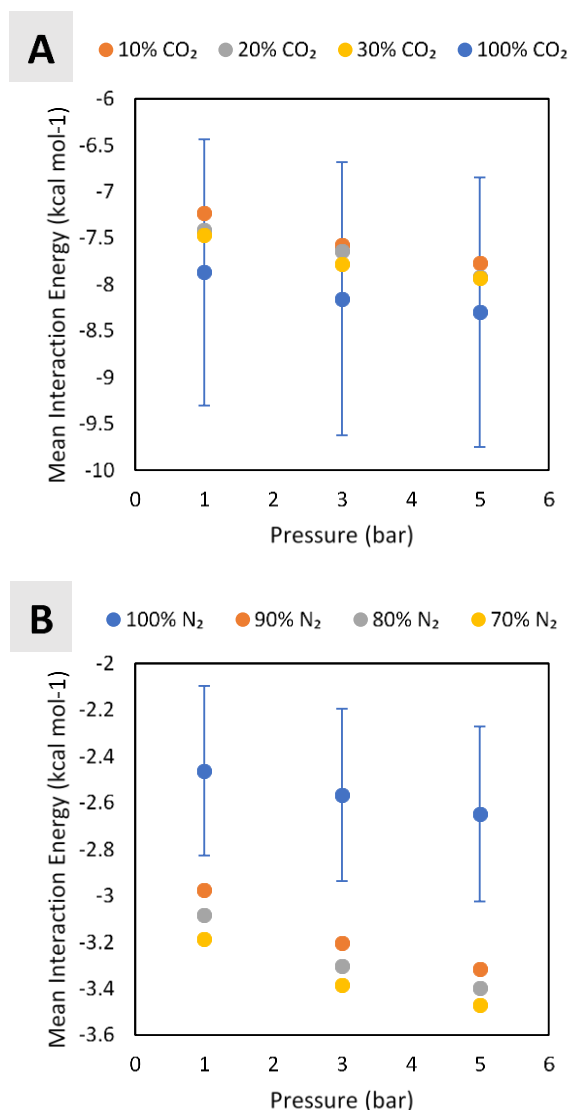 A
10% CO₂ 20% CO₂ 30% CO₂ 100% CO₂
Mean Interaction Energy (kcal mol-1)
-6
-6.5
-7
-7.5
-8
-8.5
-9
-9.5
-10
0 1 2 3 4 5 6
Pressure (bar)
B
100% N₂ 90% N₂ 80% N₂ 70% N₂
Mean Interaction Energy (kcal mol-1)
-2
-2.2
-2.4
-2.6
-2.8
-3
-3.2
-3.4
-3.6
0 1 2 3 4 5 6
Pressure (bar)